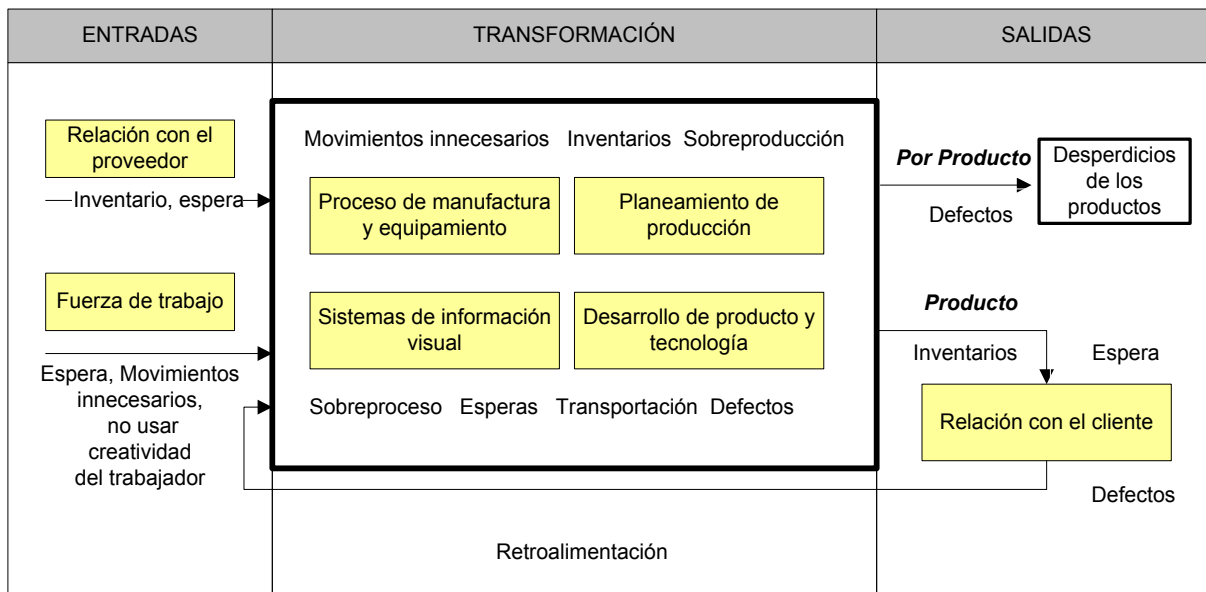 ENTRADAS
TRANSFORMACIÓN
SALIDAS
Relación con el
proveedor
Inventario, espera
Fuerza de trabajo
Espera, Movimientos
innecesarios,
no usar
creatividad
del trabajador
Movimientos innecesarios Inventarios Sobreproducción
Proceso de manufactura
y equipamiento
Planeamiento de
producción
Sistemas de información
visual
Desarrollo de producto y
tecnología
Sobreproceso Esperas Transportación Defectos
Por Producto
Defectos
Desperdicios
de los
productos
Producto
Inventarios
Espera
Relación con el cliente
Defectos
Retroalimentación